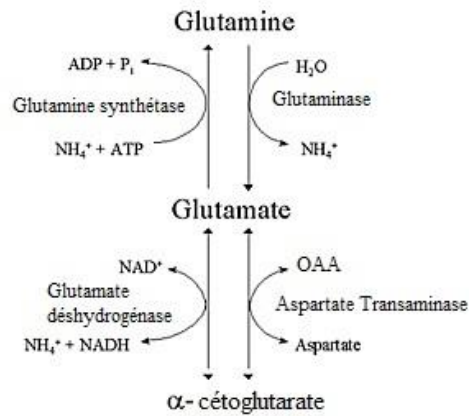 Glutamine
ADP + Pᵢ
H₂O
Glutamine synthétase
Glutaminase
NH₄⁺ + ATP
NH₄⁺
Glutamate
NAD⁺
OAA
Glutamate
déshydrogénase
Aspartate Transaminase
NH₄⁺ + NADH
Aspartate
α- cétoglutarate